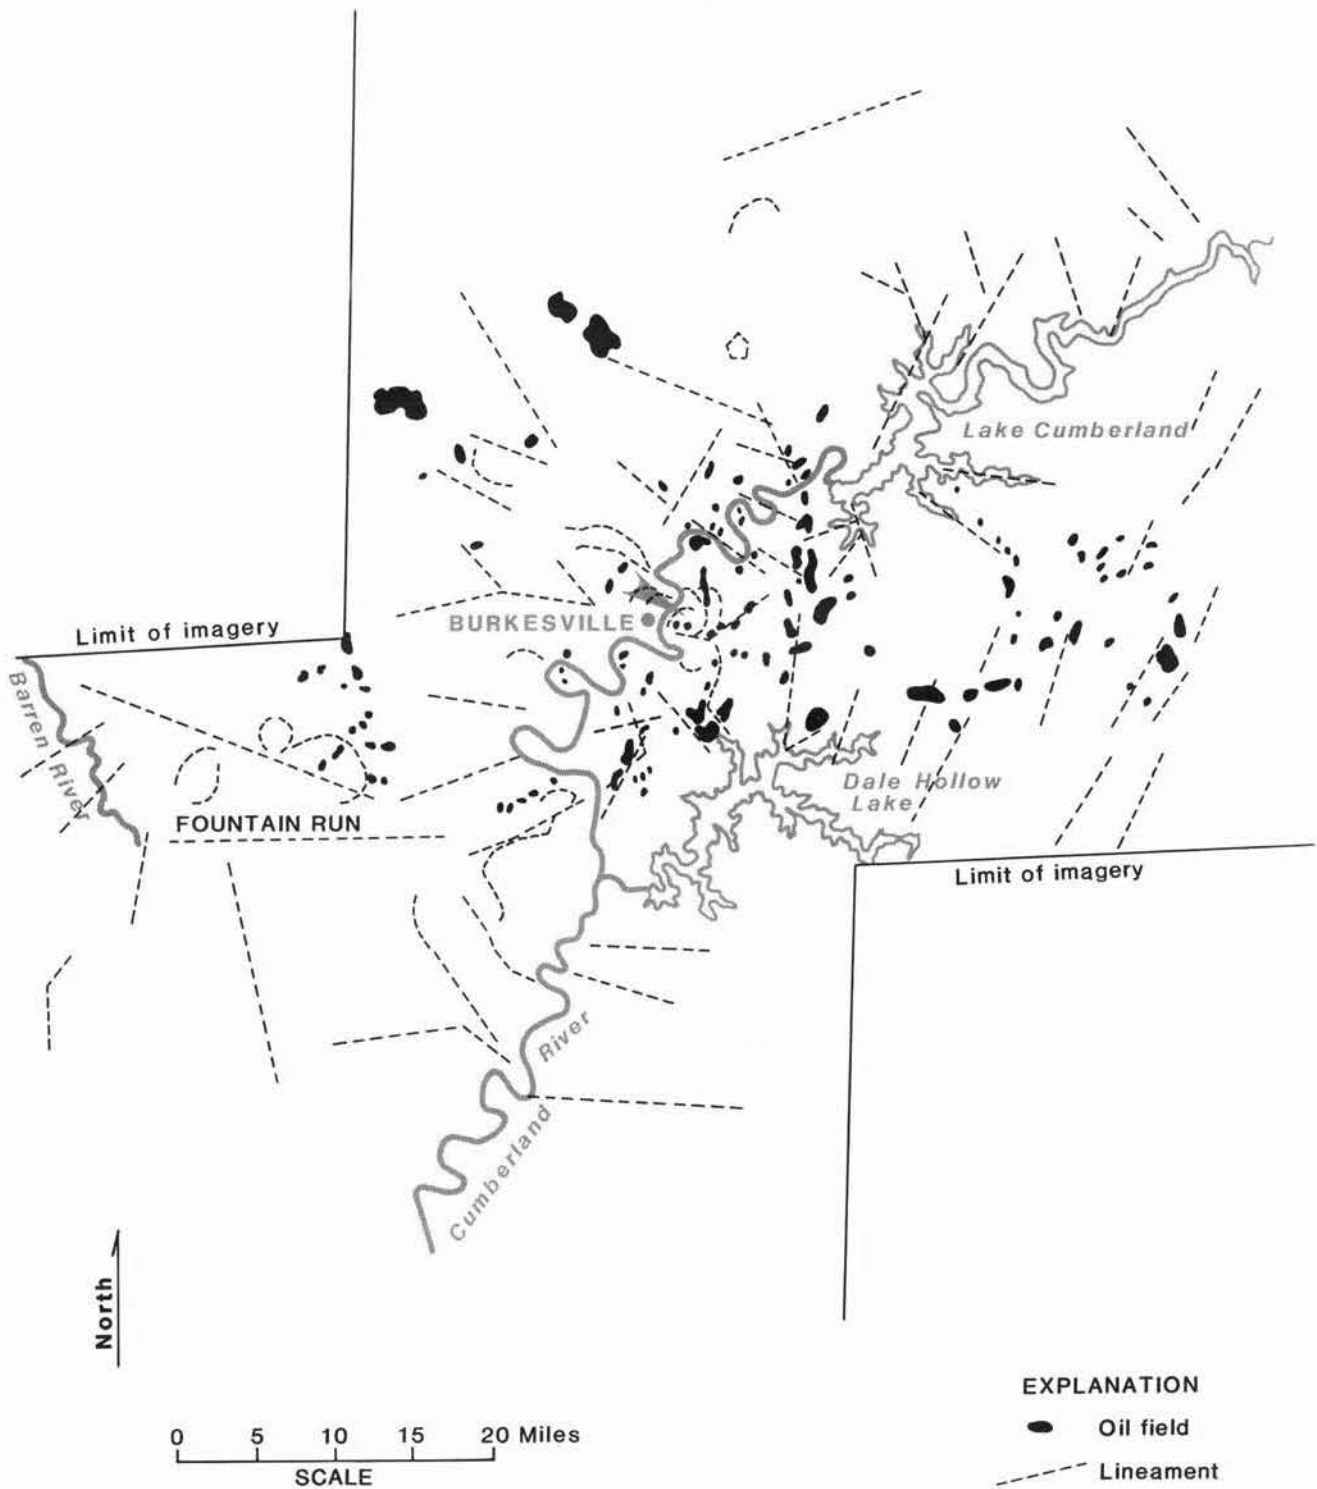 Lake Cumberland
Limit of imagery
BURKESVILLE
Barren River
Dale Hollow
Lake
FOUNTAIN RUN
Limit of imagery
Cumberland River
North
0 5 10 15 20 Miles
SCALE
EXPLANATION
Oil field
Lineament